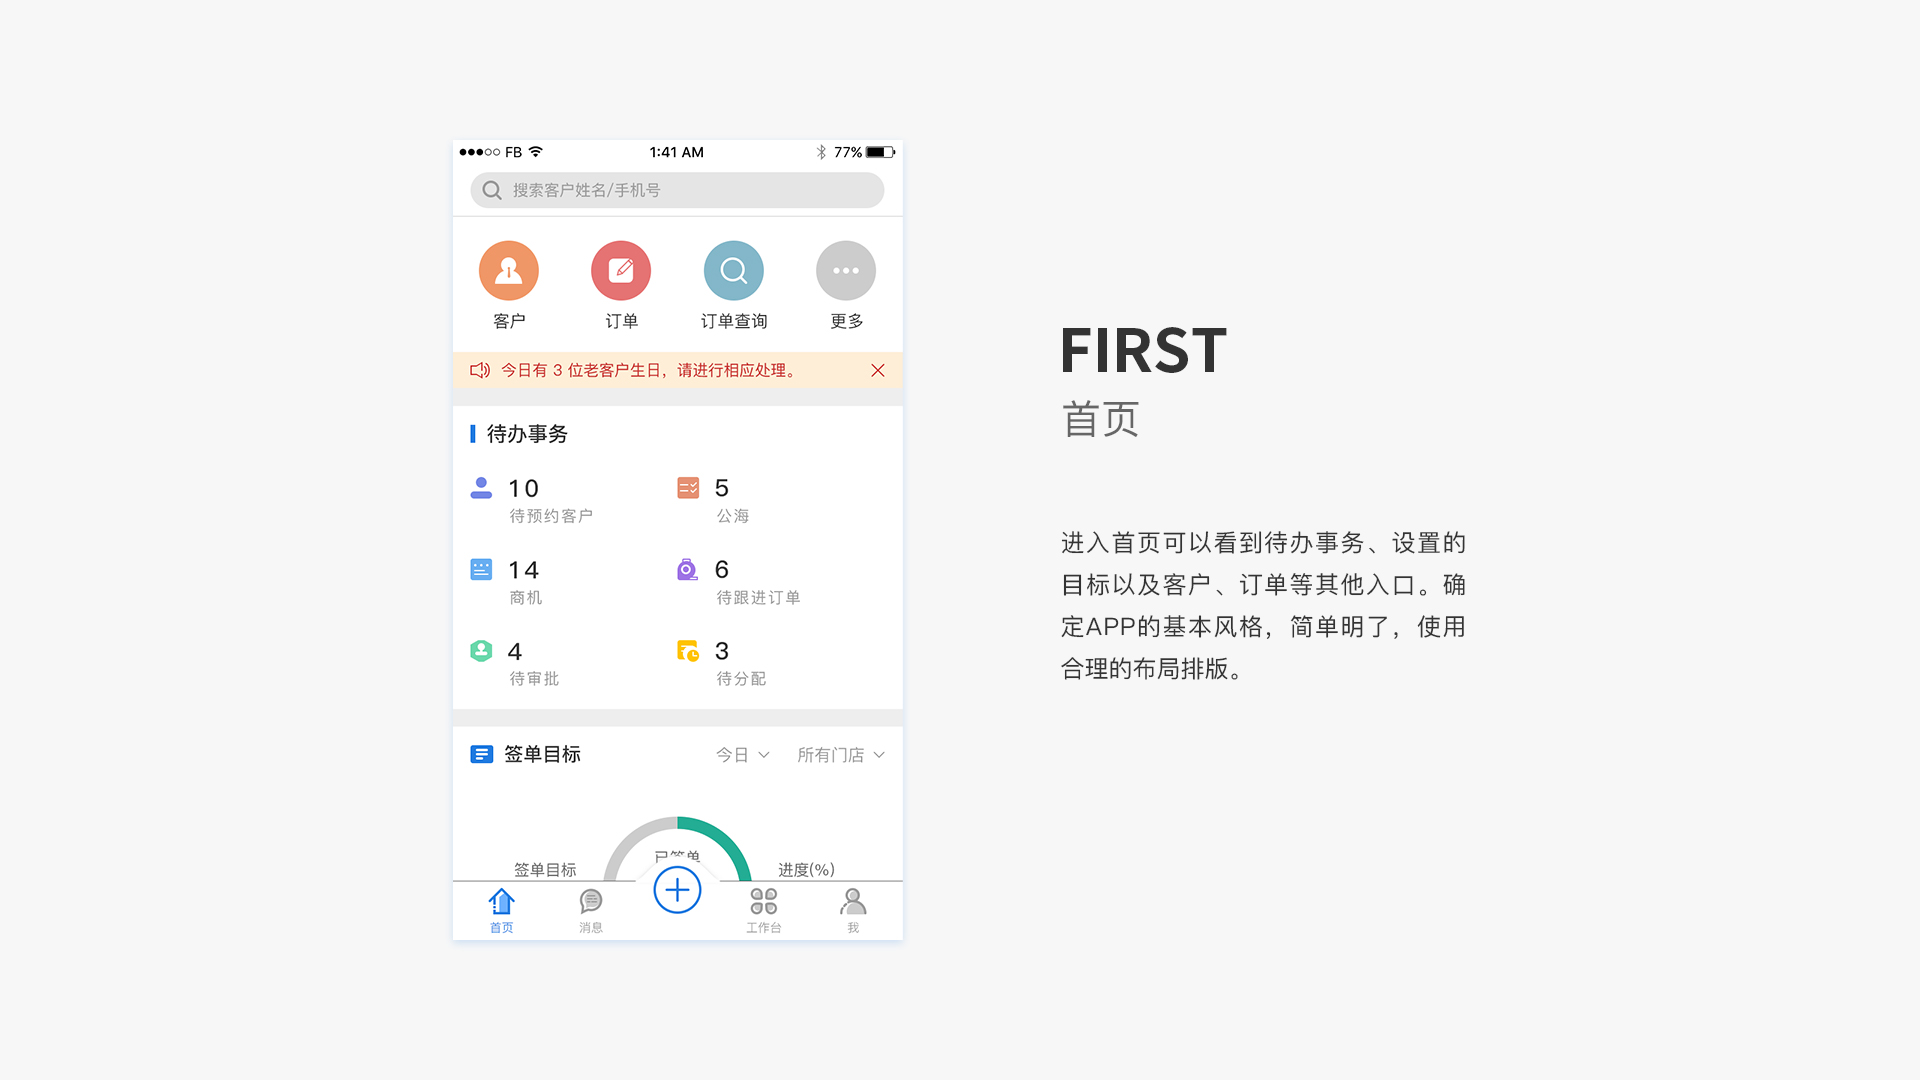 FB
1:41 AM
77%
搜索客户姓名/手机号
客户
订单
订单查询
更多
今日有 3 位老客户生日，请进行相应处理。
待办事务
10
待预约客户
5
公海
14
商机
6
待跟进订单
4
待审批
3
待分配
签单目标
今日
所有门店
已签单
签单目标
进度(%)
首页
消息
工作台
我
FIRST
首页
进入首页可以看到待办事务、设置的
目标以及客户、订单等其他入口。确
定APP的基本风格，简单明了，使用
合理的布局排版。